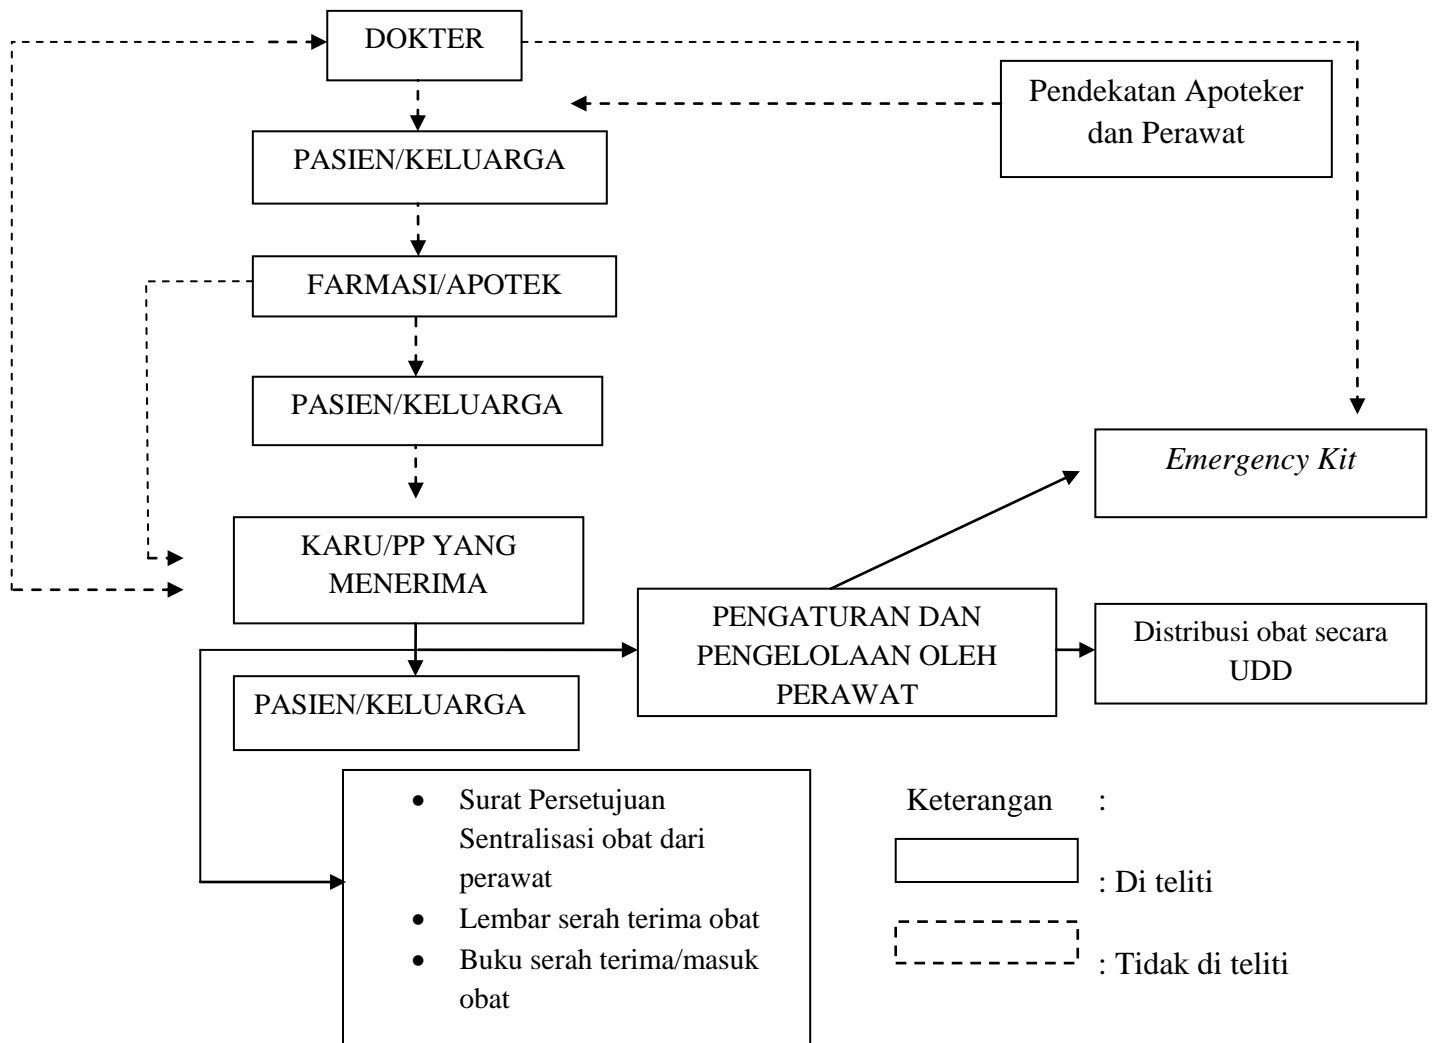 DOKTER
Pendekatan Apoteker
dan Perawat
PASIEN/KELUARGA
FARMASI/APOTEK
PASIEN/KELUARGA
Emergency Kit
KARU/PP YANG
MENERIMA
PENGATURAN DAN
PENGELOLAAN OLEH
PERAWAT
Distribusi obat secara
UDD
PASIEN/KELUARGA
• Surat Persetujuan
Sentralisasi obat dari
perawat
• Lembar serah terima obat
• Buku serah terima/masuk
obat
Keterangan :
: Di teliti
: Tidak di teliti